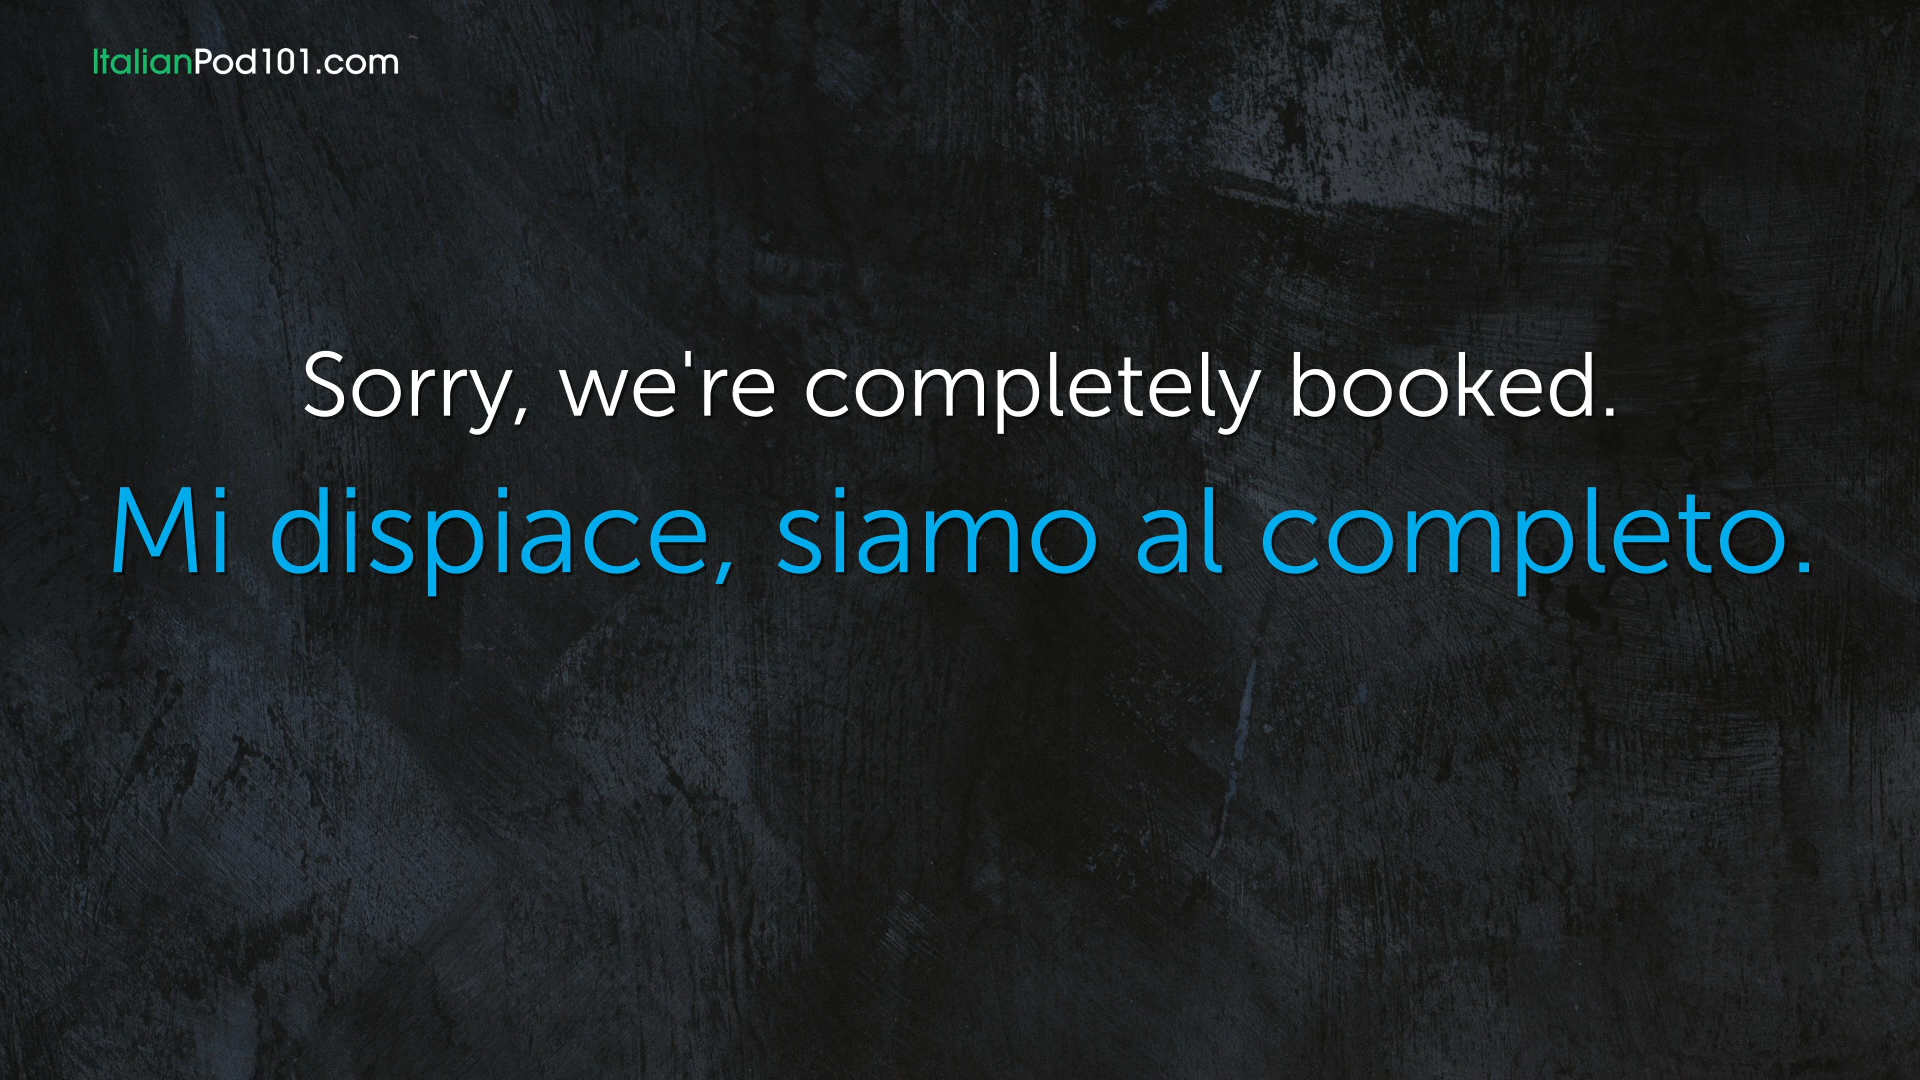 ItalianPod101.com
Sorry, we're completely booked.
Mi dispiace, siamo al completo.